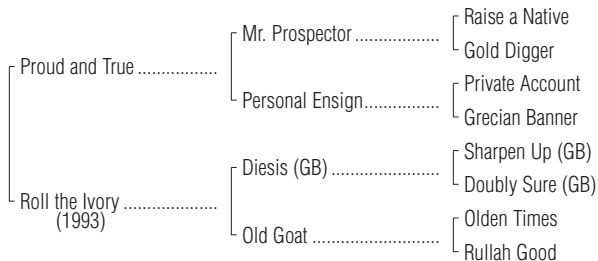 Raise a Native
Mr. Prospector ..................
Gold Digger
Proud and True .................
Private Account
Personal Ensign................
Grecian Banner
Sharpen Up (GB)
Diesis (GB) .......................
Doubly Sure (GB)
Roll the Ivory ....................
(1993)
Olden Times
Old Goat ...........................
Rullah Good